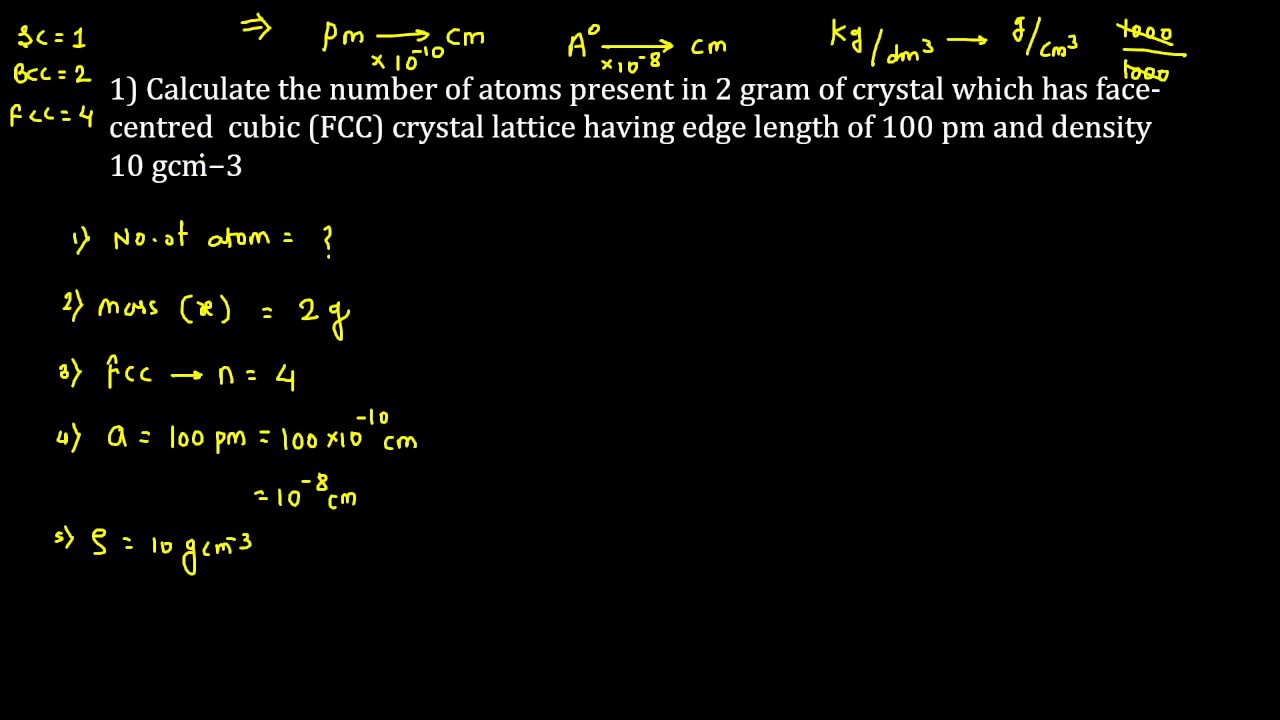 SC = 1
BCC = 2
FCC = 4
⇒ pm ⟶ cm
× 10⁻¹⁰
A⁰ ⟶ cm
×10⁻⁸
kg/dm³ ⟶ g/cm³
1000
1000
1) Calculate the number of atoms present in 2 gram of crystal which has face-
centred cubic (FCC) crystal lattice having edge length of 100 pm and density
10 gcm−3
1) No. of atom = ?
2) mass (x) = 2 g
3) fcc ⟶ n = 4
4) a = 100 pm = 100 ×10⁻¹⁰ cm
= 10⁻⁸ cm
5) ρ = 10 gcm⁻³